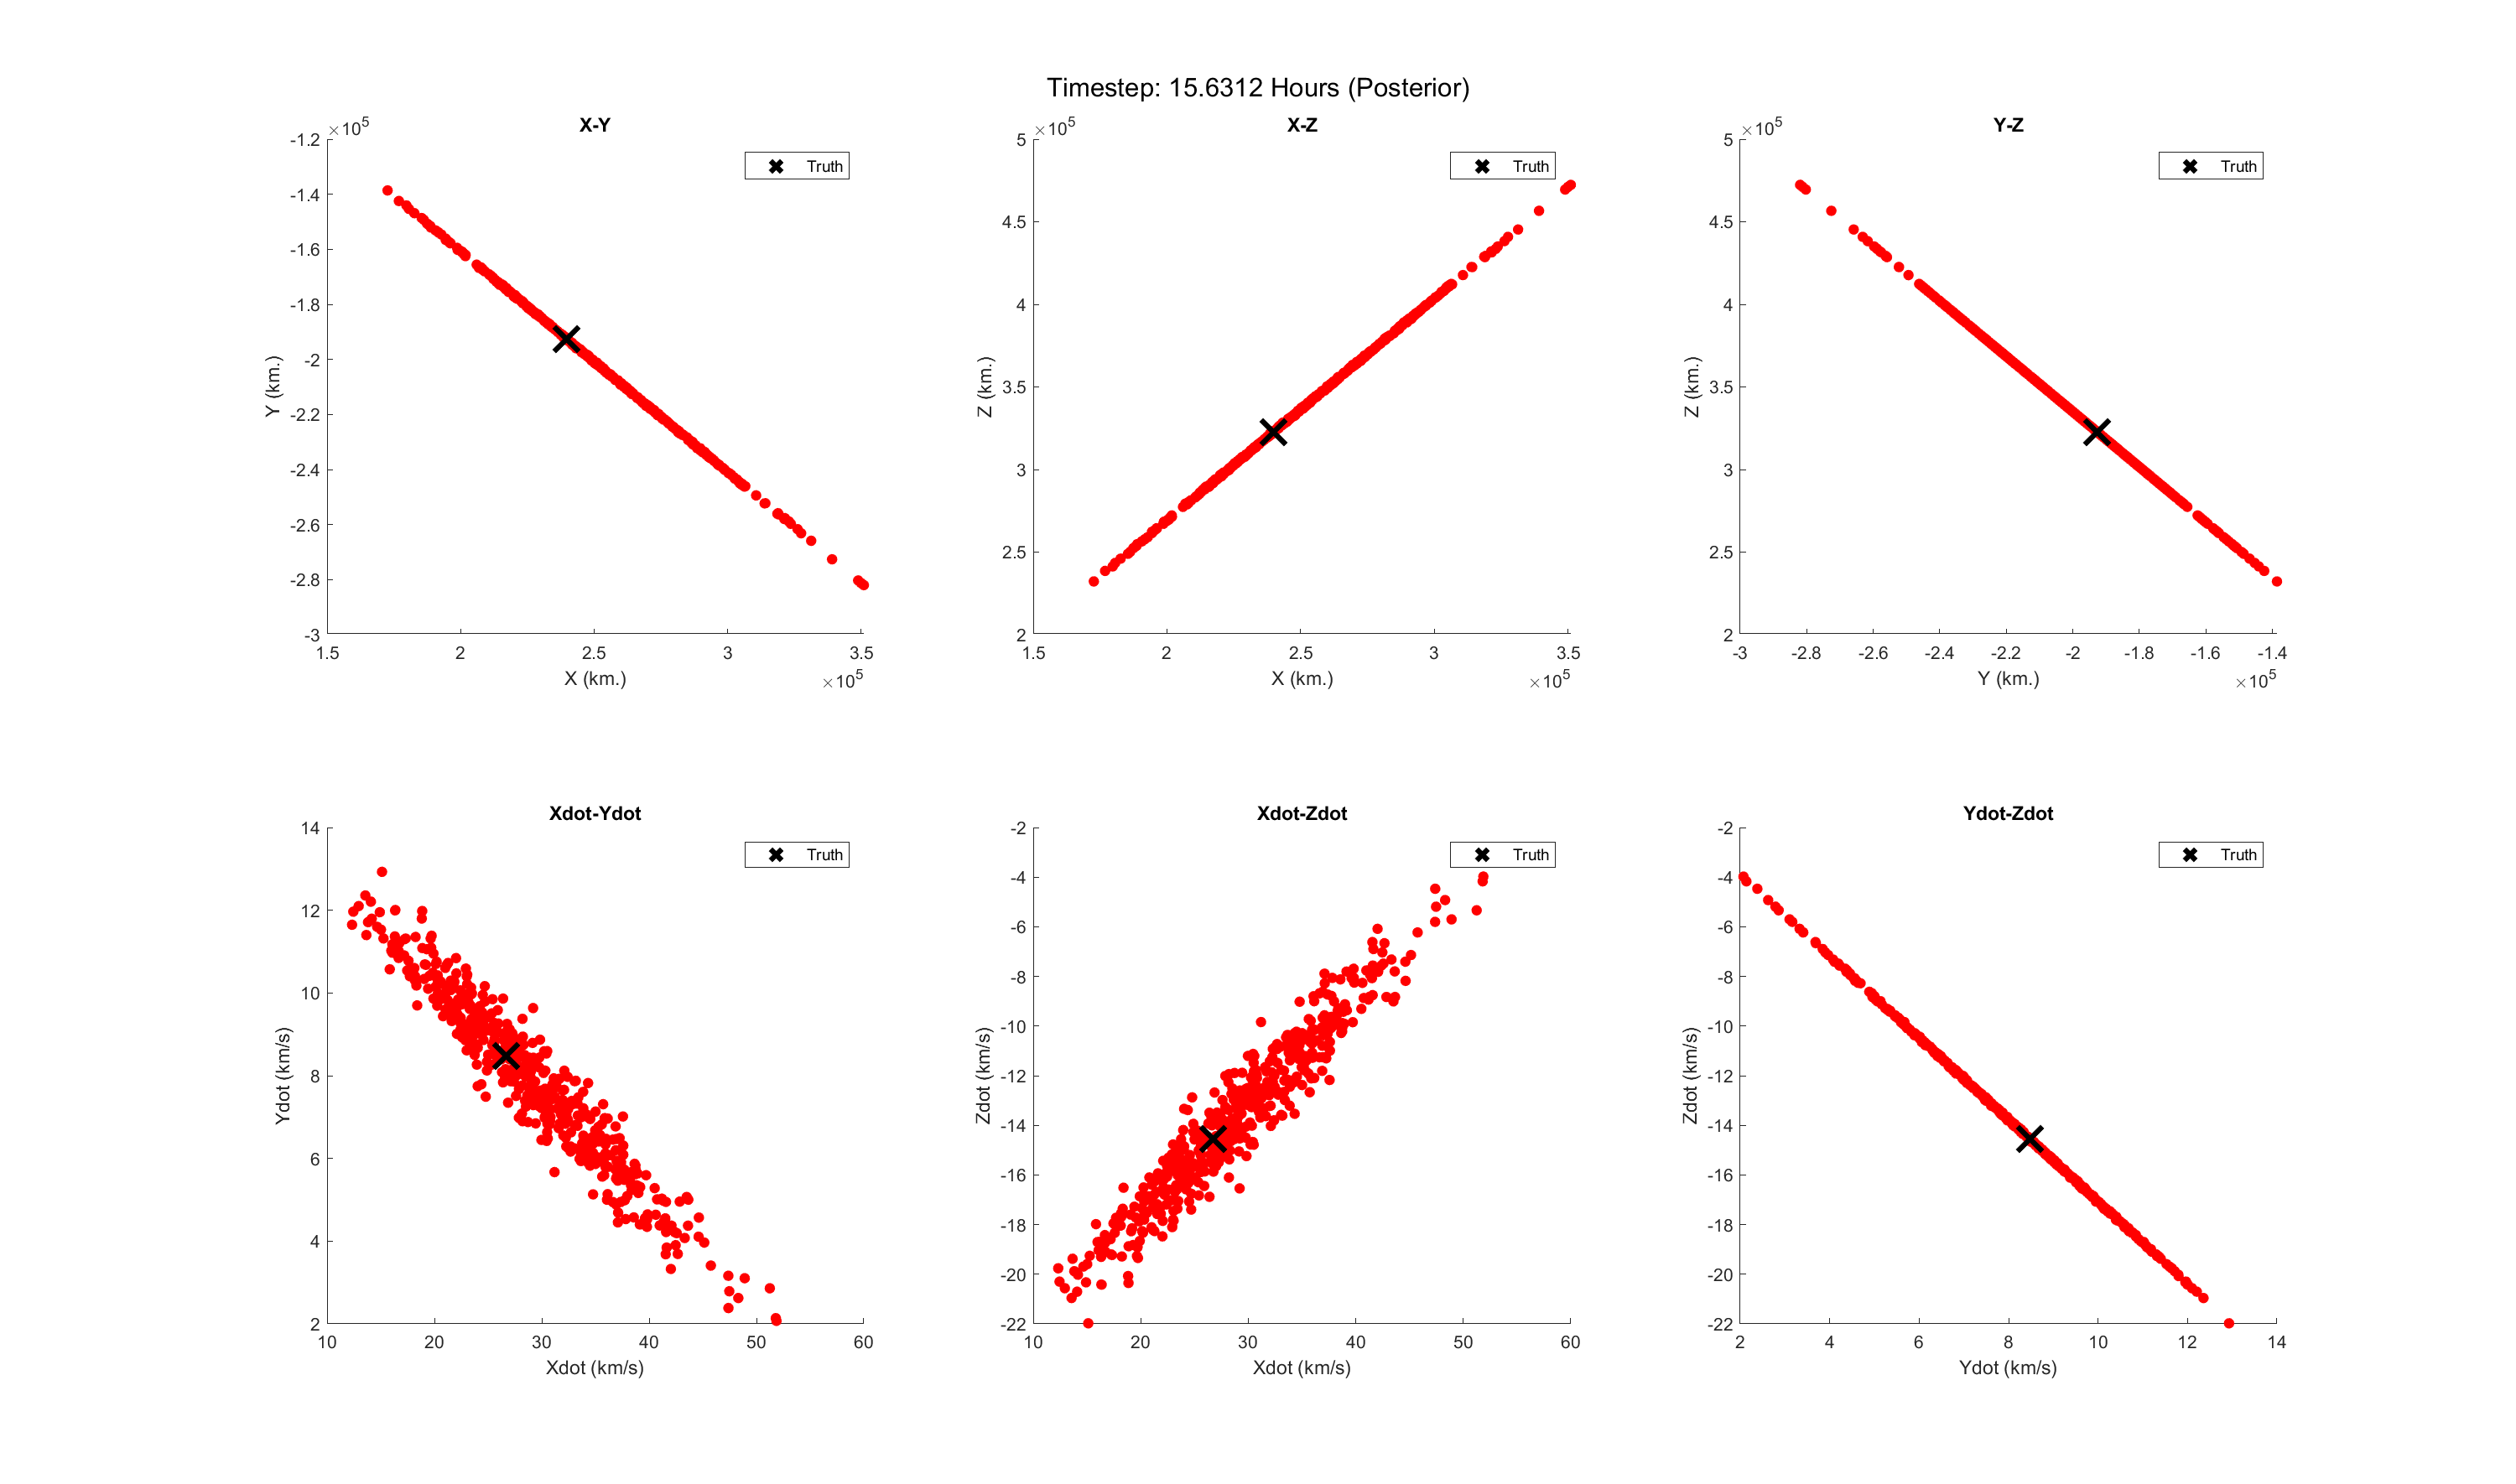 Timestep: 15.6312 Hours (Posterior)
X-Y
×10^5
-1.2
-1.4
-1.6
-1.8
-2
-2.2
-2.4
-2.6
-2.8
-3
Y (km.)
1.5 2 2.5 3 3.5
X (km.)
×10^5
Truth
X-Z
×10^5
5
4.5
4
3.5
3
2.5
2
Z (km.)
1.5 2 2.5 3 3.5
X (km.)
×10^5
Truth
Y-Z
×10^5
5
4.5
4
3.5
3
2.5
2
Z (km.)
-3 -2.8 -2.6 -2.4 -2.2 -2 -1.8 -1.6 -1.4
Y (km.)
×10^5
Truth
Xdot-Ydot
14
12
10
8
6
4
2
Ydot (km/s)
10 20 30 40 50 60
Xdot (km/s)
Truth
Xdot-Zdot
-2
-4
-6
-8
-10
-12
-14
-16
-18
-20
-22
Zdot (km/s)
10 20 30 40 50 60
Xdot (km/s)
Truth
Ydot-Zdot
-2
-4
-6
-8
-10
-12
-14
-16
-18
-20
-22
Zdot (km/s)
2 4 6 8 10 12 14
Ydot (km/s)
Truth